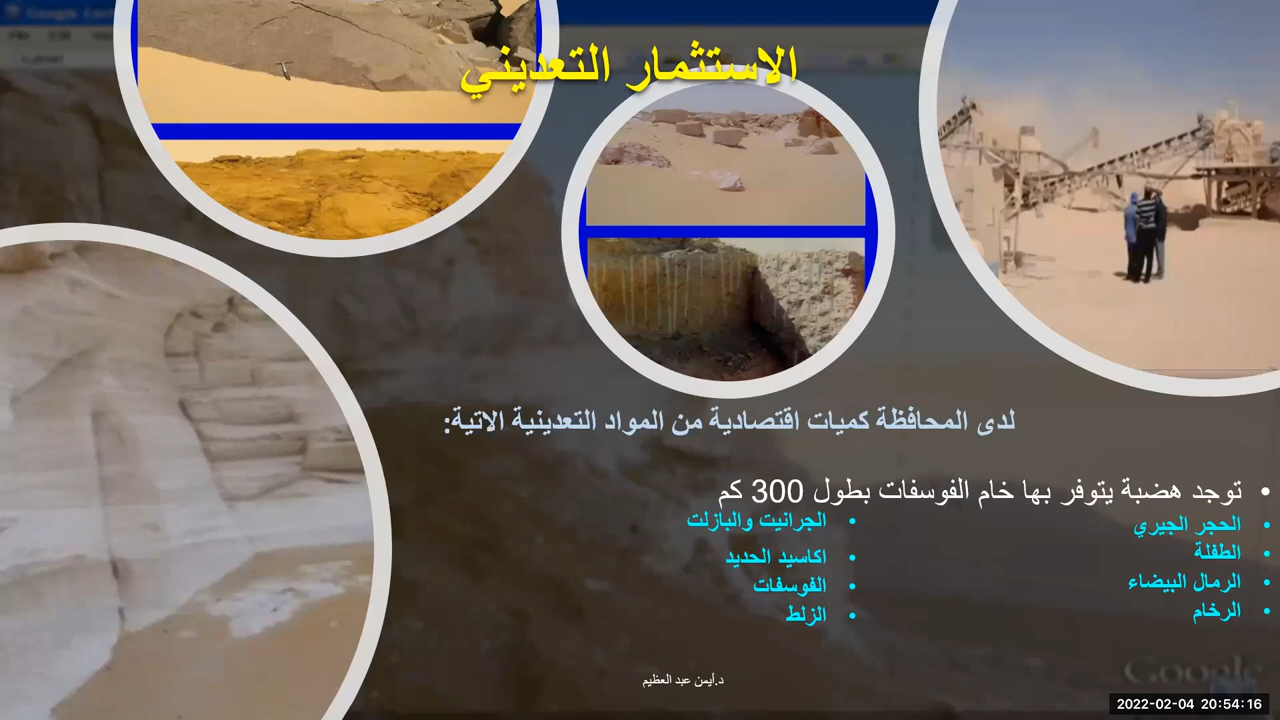 الاستثمار التعديني
لدى المحافظة كميات اقتصادية من المواد التعدينية الاتية:
• توجد هضبة يتوفر بها خام الفوسفات بطول 300 كم
• الحجر الجيري
• الطفلة
• الرمال البيضاء
• الرخام
• الجرانيت والبازلت
• اكاسيد الحديد
• الفوسفات
• الزلط
د.أيمن عبد العظيم
Google
2022-02-04 20:54:16